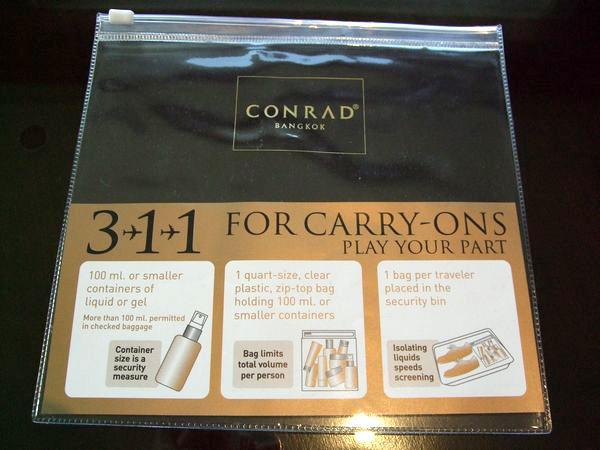 CONRAD®
BANGKOK
3 1 1
FOR CARRY-ONS
PLAY YOUR PART
100 ml. or smaller
containers of
liquid or gel
More than 100 ml. permitted
in checked baggage
Container
size is a
security
measure
1 quart-size, clear
plastic, zip-top bag
holding 100 ml. or
smaller containers
Bag limits
total volume
per person
1 bag per traveler
placed in the
security bin
Isolating
liquids
speeds
screening